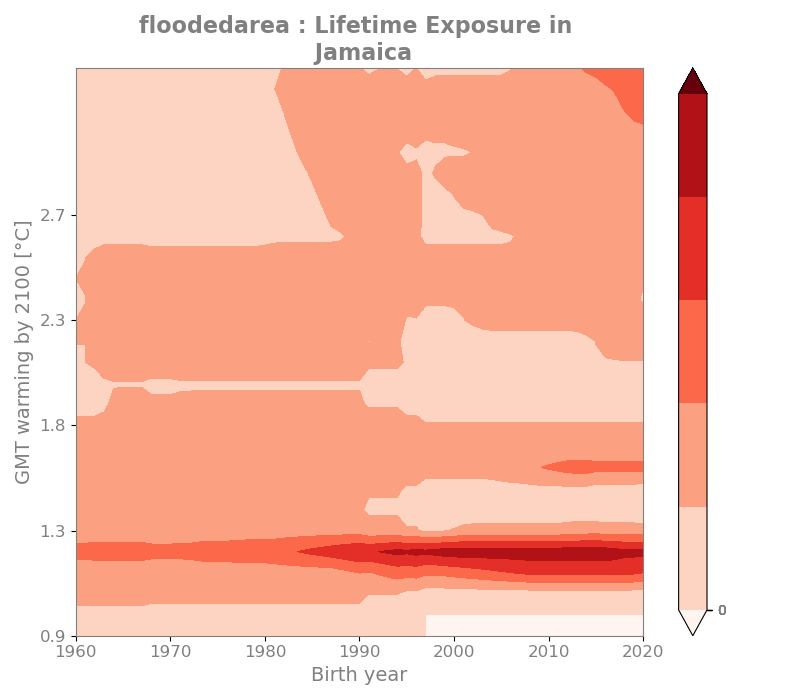 floodedarea : Lifetime Exposure in
Jamaica
GMT warming by 2100 [°C]
2.7
2.3
1.8
1.3
0.9
1960 1970 1980 1990 2000 2010 2020
Birth year
0